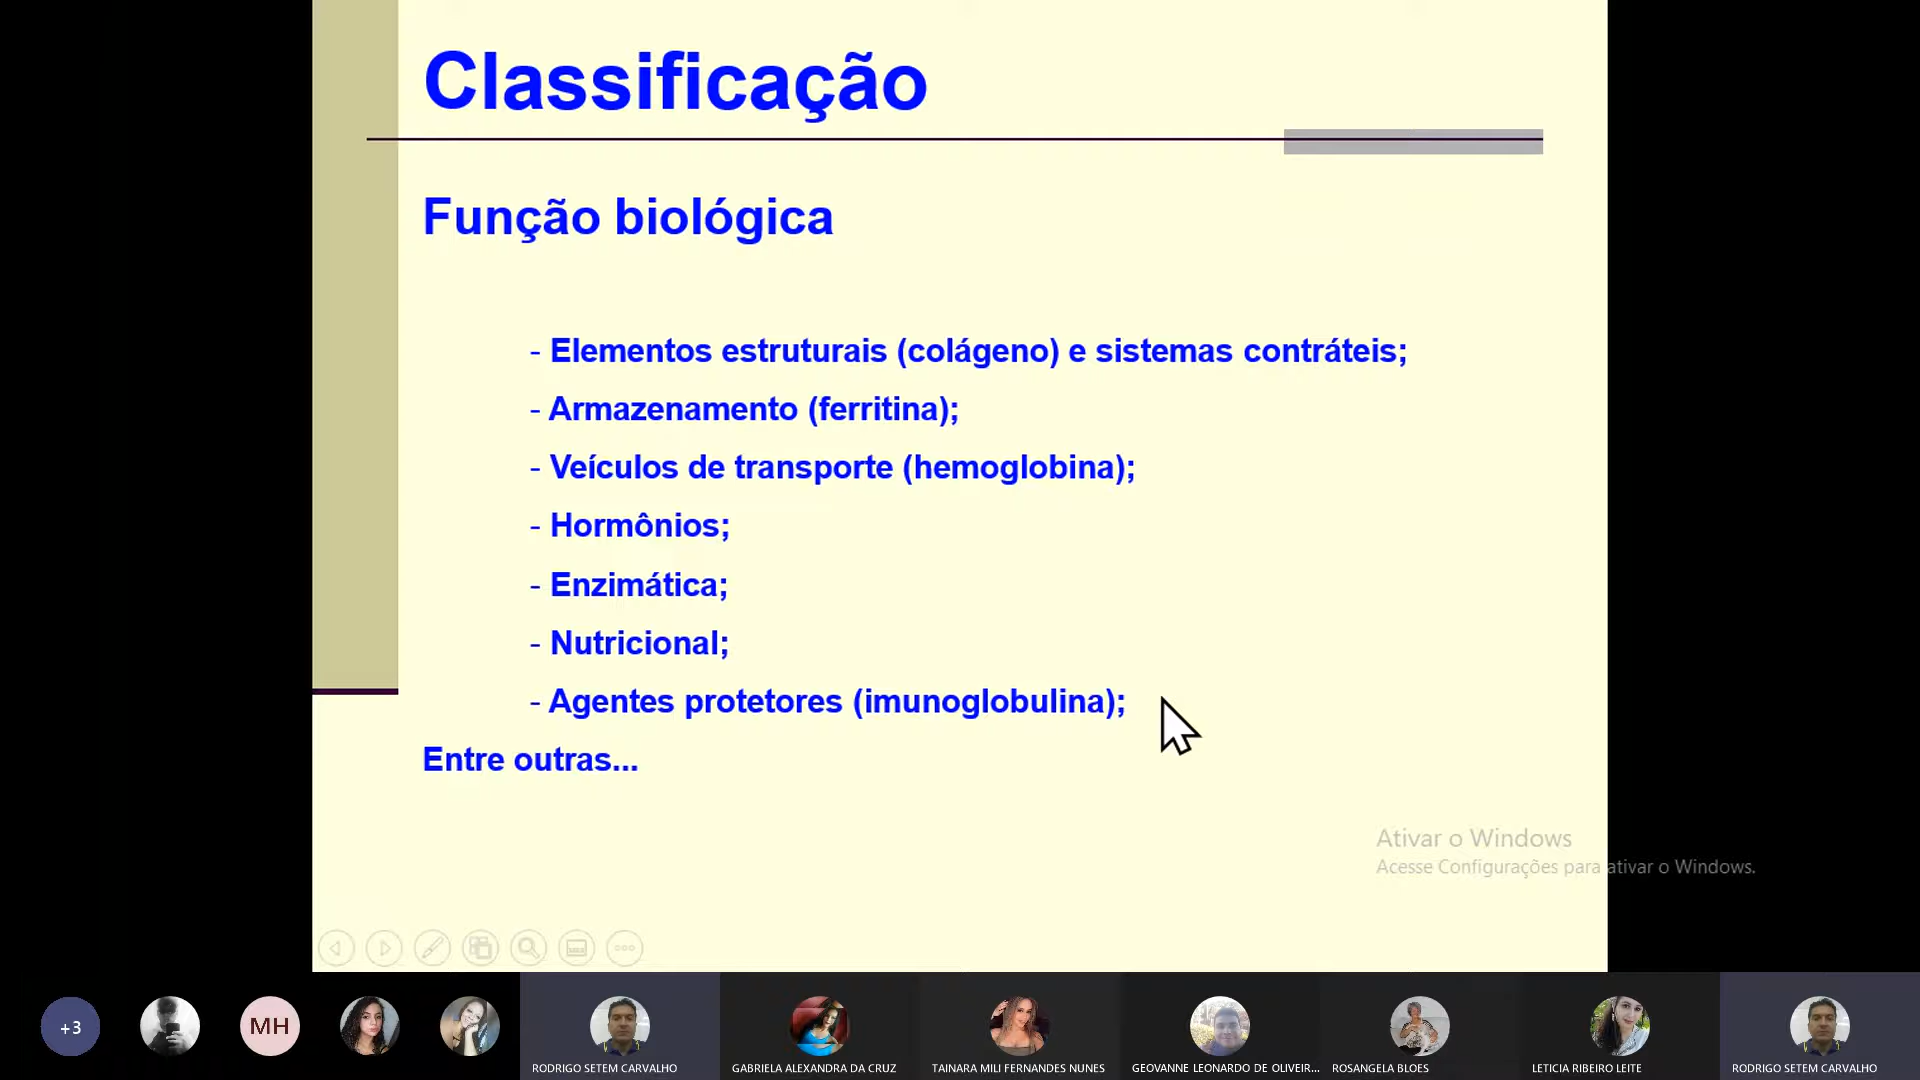 Classificação
Função biológica
- Elementos estruturais (colágeno) e sistemas contráteis;
- Armazenamento (ferritina);
- Veículos de transporte (hemoglobina);
- Hormônios;
- Enzimática;
- Nutricional;
- Agentes protetores (imunoglobulina);
Entre outras...
Ativar o Windows
Acesse Configurações para ativar o Windows.
+3
MH
RODRIGO SETEM CARVALHO
GABRIELA ALEXANDRA DA CRUZ
TAINARA MILI FERNANDES NUNES
GEOVANNE LEONARDO DE OLIVEIR...
ROSANGELA BLOES
LETICIA RIBEIRO LEITE
RODRIGO SETEM CARVALHO